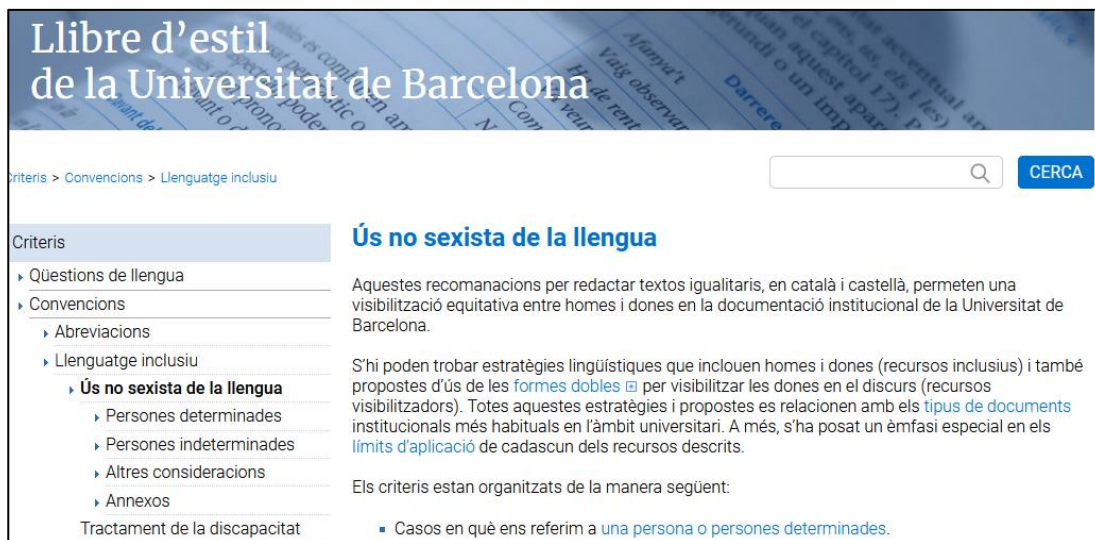 Llibre d'estil
de la Universitat de Barcelona
Criteris > Convencions > Llenguatge inclusiu
CERCA
Criteris
Qüestions de llengua
Convencions
Abreviacions
Llenguatge inclusiu
Ús no sexista de la llengua
Persones determinades
Persones indeterminades
Altres consideracions
Annexos
Tractament de la discapacitat
Ús no sexista de la llengua
Aquestes recomanacions per redactar textos igualitaris, en català i castellà, permeten una
visibilització equitativa entre homes i dones en la documentació institucional de la Universitat de
Barcelona.
S'hi poden trobar estratègies lingüístiques que inclouen homes i dones (recursos inclusius) i també
propostes d'ús de les formes dobles per visibilitzar les dones en el discurs (recursos
visibilitzadors). Totes aquestes estratègies i propostes es relacionen amb els tipus de documents
institucionals més habituals en l'àmbit universitari. A més, s'ha posat un èmfasi especial en els
límits d'aplicació de cadascun dels recursos descrits.
Els criteris estan organitzats de la manera següent:
Casos en què ens referim a una persona o persones determinades.